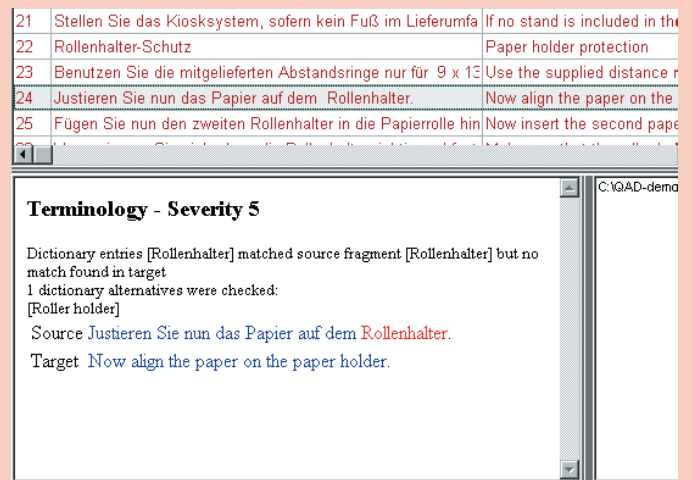 21 Stellen Sie das Kiosksystem, sofern kein Fuß im Lieferumfa If no stand is included in the
22 Rollenhalter-Schutz Paper holder protection
23 Benutzen Sie die mitgelieferten Abstandsringe nur für 9 x 13 Use the supplied distance r
24 Justieren Sie nun das Papier auf dem Rollenhalter. Now align the paper on the
25 Fügen Sie nun den zweiten Rollenhalter in die Papierrolle hin Now insert the second pape
C:\QAD-demo
Terminology - Severity 5
Dictionary entries [Rollenhalter] matched source fragment [Rollenhalter] but no
match found in target
1 dictionary alternatives were checked:
[Roller holder]
Source Justieren Sie nun das Papier auf dem Rollenhalter.
Target Now align the paper on the paper holder.